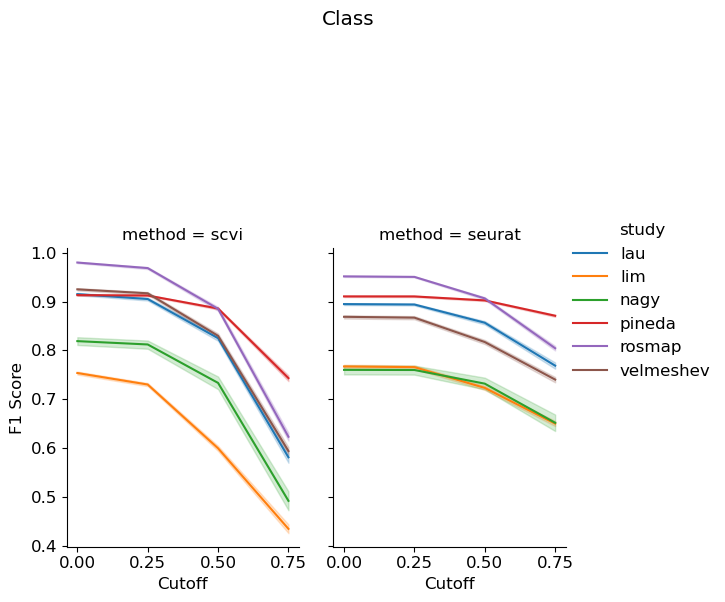 Class
method = scvi
method = seurat
study
lau
lim
nagy
pineda
rosmap
velmeshev
F1 Score
1.0
0.9
0.8
0.7
0.6
0.5
0.4
0.00 0.25 0.50 0.75
0.00 0.25 0.50 0.75
Cutoff
Cutoff